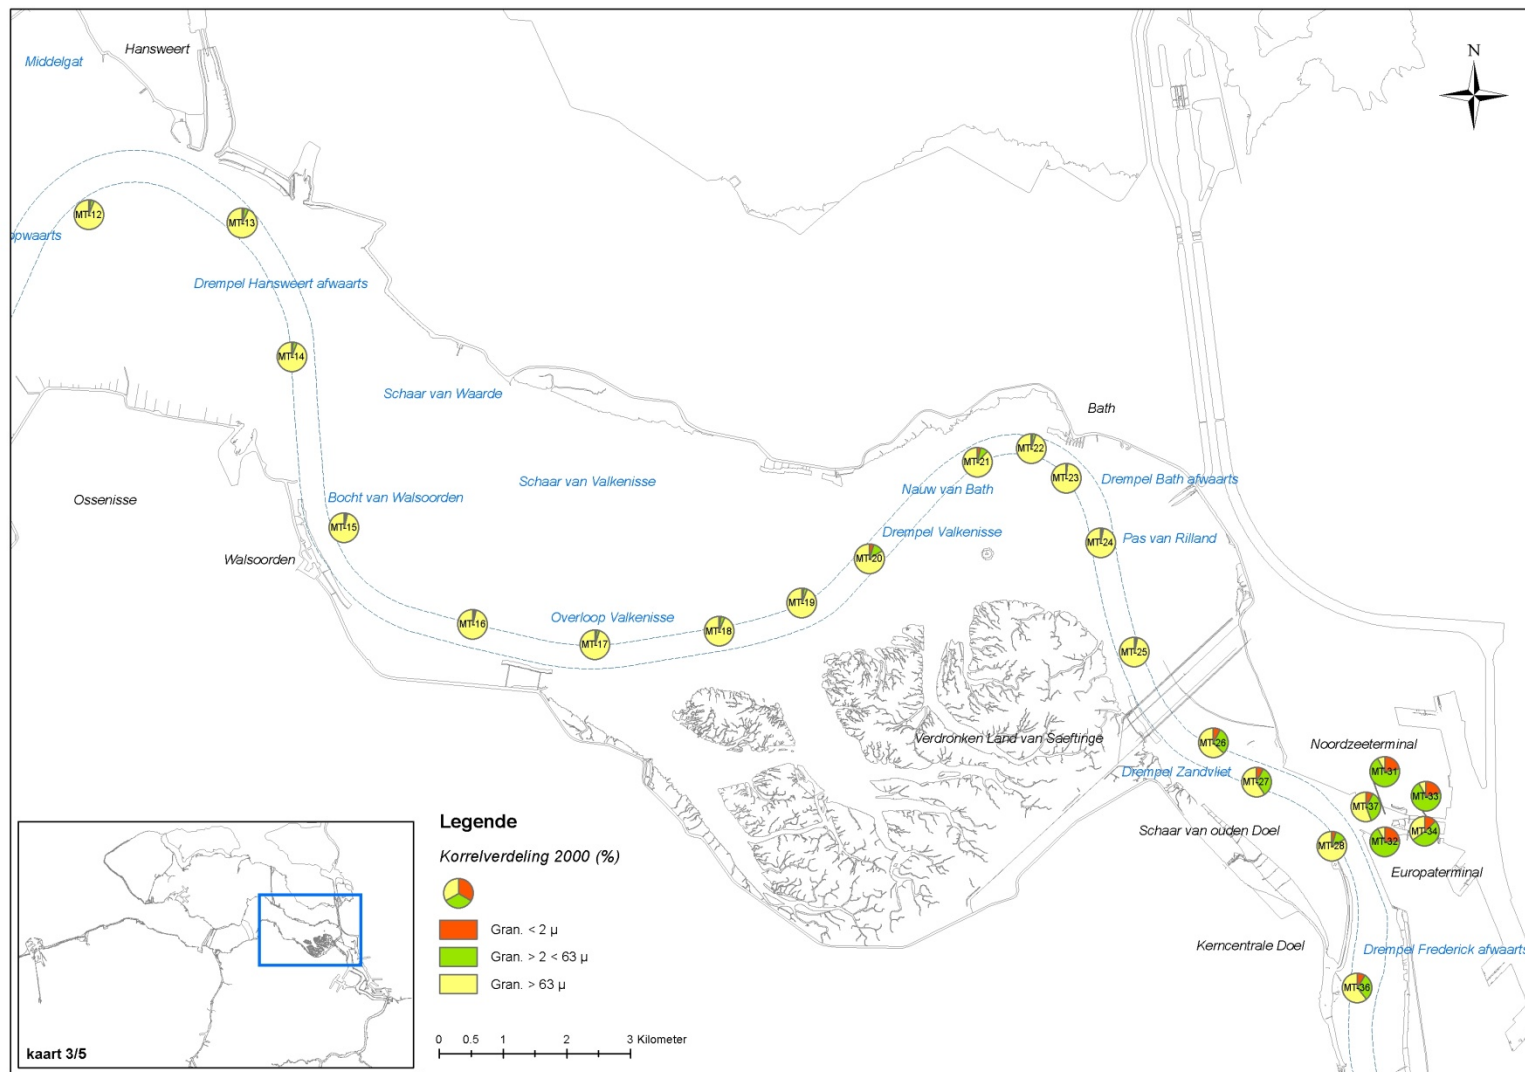 Hansweert
Middelgat
N
MT-12
MT-13
opwaarts
Drempel Hansweert afwaarts
MT-14
Schaar van Waarde
Bath
MT-22
MT-21
MT-23
Drempel Bath afwaarts
Schaar van Valkenisse
Nauw van Bath
Ossenisse
Bocht van Walsoorden
MT-15
Drempel Valkenisse
MT-24
Pas van Rilland
Walsoorden
MT-20
MT-19
MT-16
Overloop Valkenisse
MT-18
MT-17
MT-25
Verdronken Land van Saeftinge
MT-26
Noordzeeterminal
Drempel Zandvliet
MT-27
MT-31
MT-33
MT-37
Schaar van ouden Doel
MT-34
MT-28
MT-32
Europaterminal
Kerncentrale Doel
Drempel Frederick afwaarts
MT-36
Legende
Korrelverdeling 2000 (%)
Gran. < 2 µ
Gran. > 2 < 63 µ
Gran. > 63 µ
0 0.5 1 2 3 Kilometer
kaart 3/5